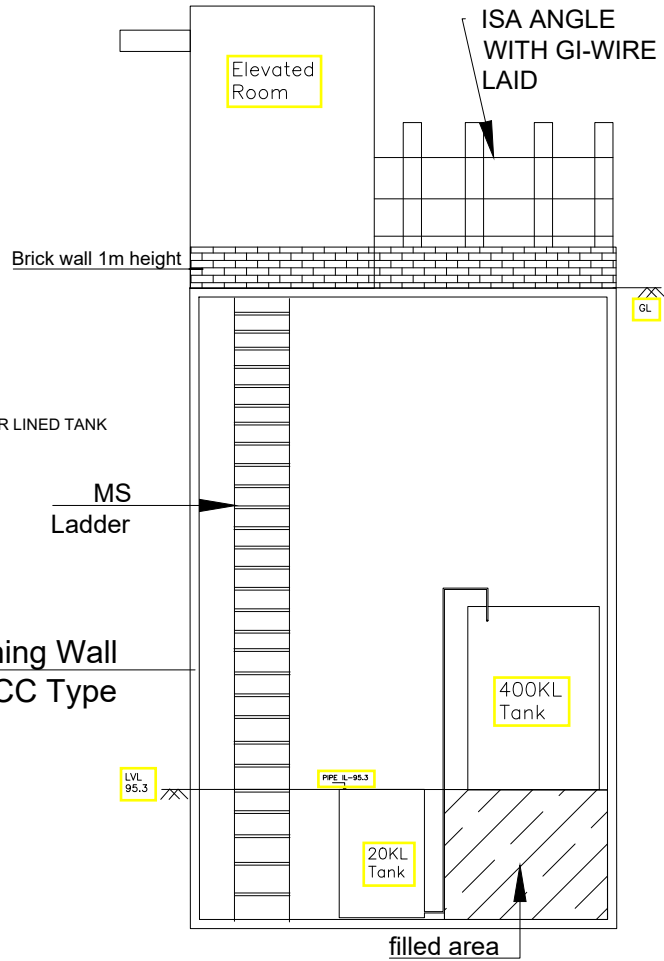 ISA ANGLE
WITH GI-WIRE
LAID
Elevated
Room
Brick wall 1m height
GL
R LINED TANK
MS
Ladder
ning Wall
CC Type
400KL
Tank
LVL
95.3
PIPE IL-95.3
20KL
Tank
filled area